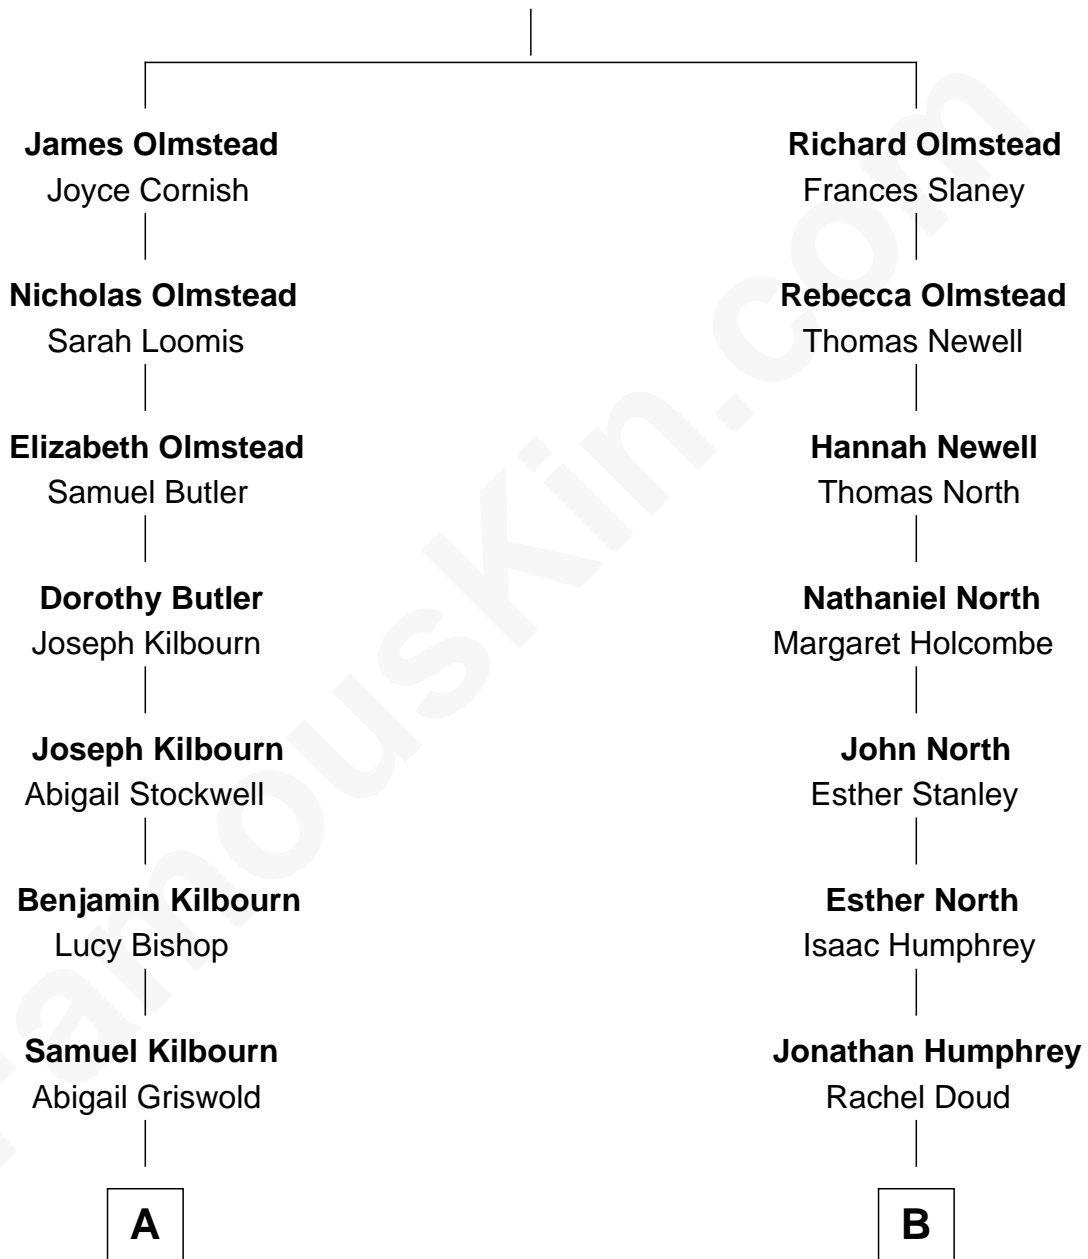 James Olmstead
Joyce Cornish
Nicholas Olmstead
Sarah Loomis
Elizabeth Olmstead
Samuel Butler
Dorothy Butler
Joseph Kilbourn
Joseph Kilbourn
Abigail Stockwell
Benjamin Kilbourn
Lucy Bishop
Samuel Kilbourn
Abigail Griswold
A
Richard Olmstead
Frances Slaney
Rebecca Olmstead
Thomas Newell
Hannah Newell
Thomas North
Nathaniel North
Margaret Holcombe
John North
Esther Stanley
Esther North
Isaac Humphrey
Jonathan Humphrey
Rachel Doud
B
FamousKin.com